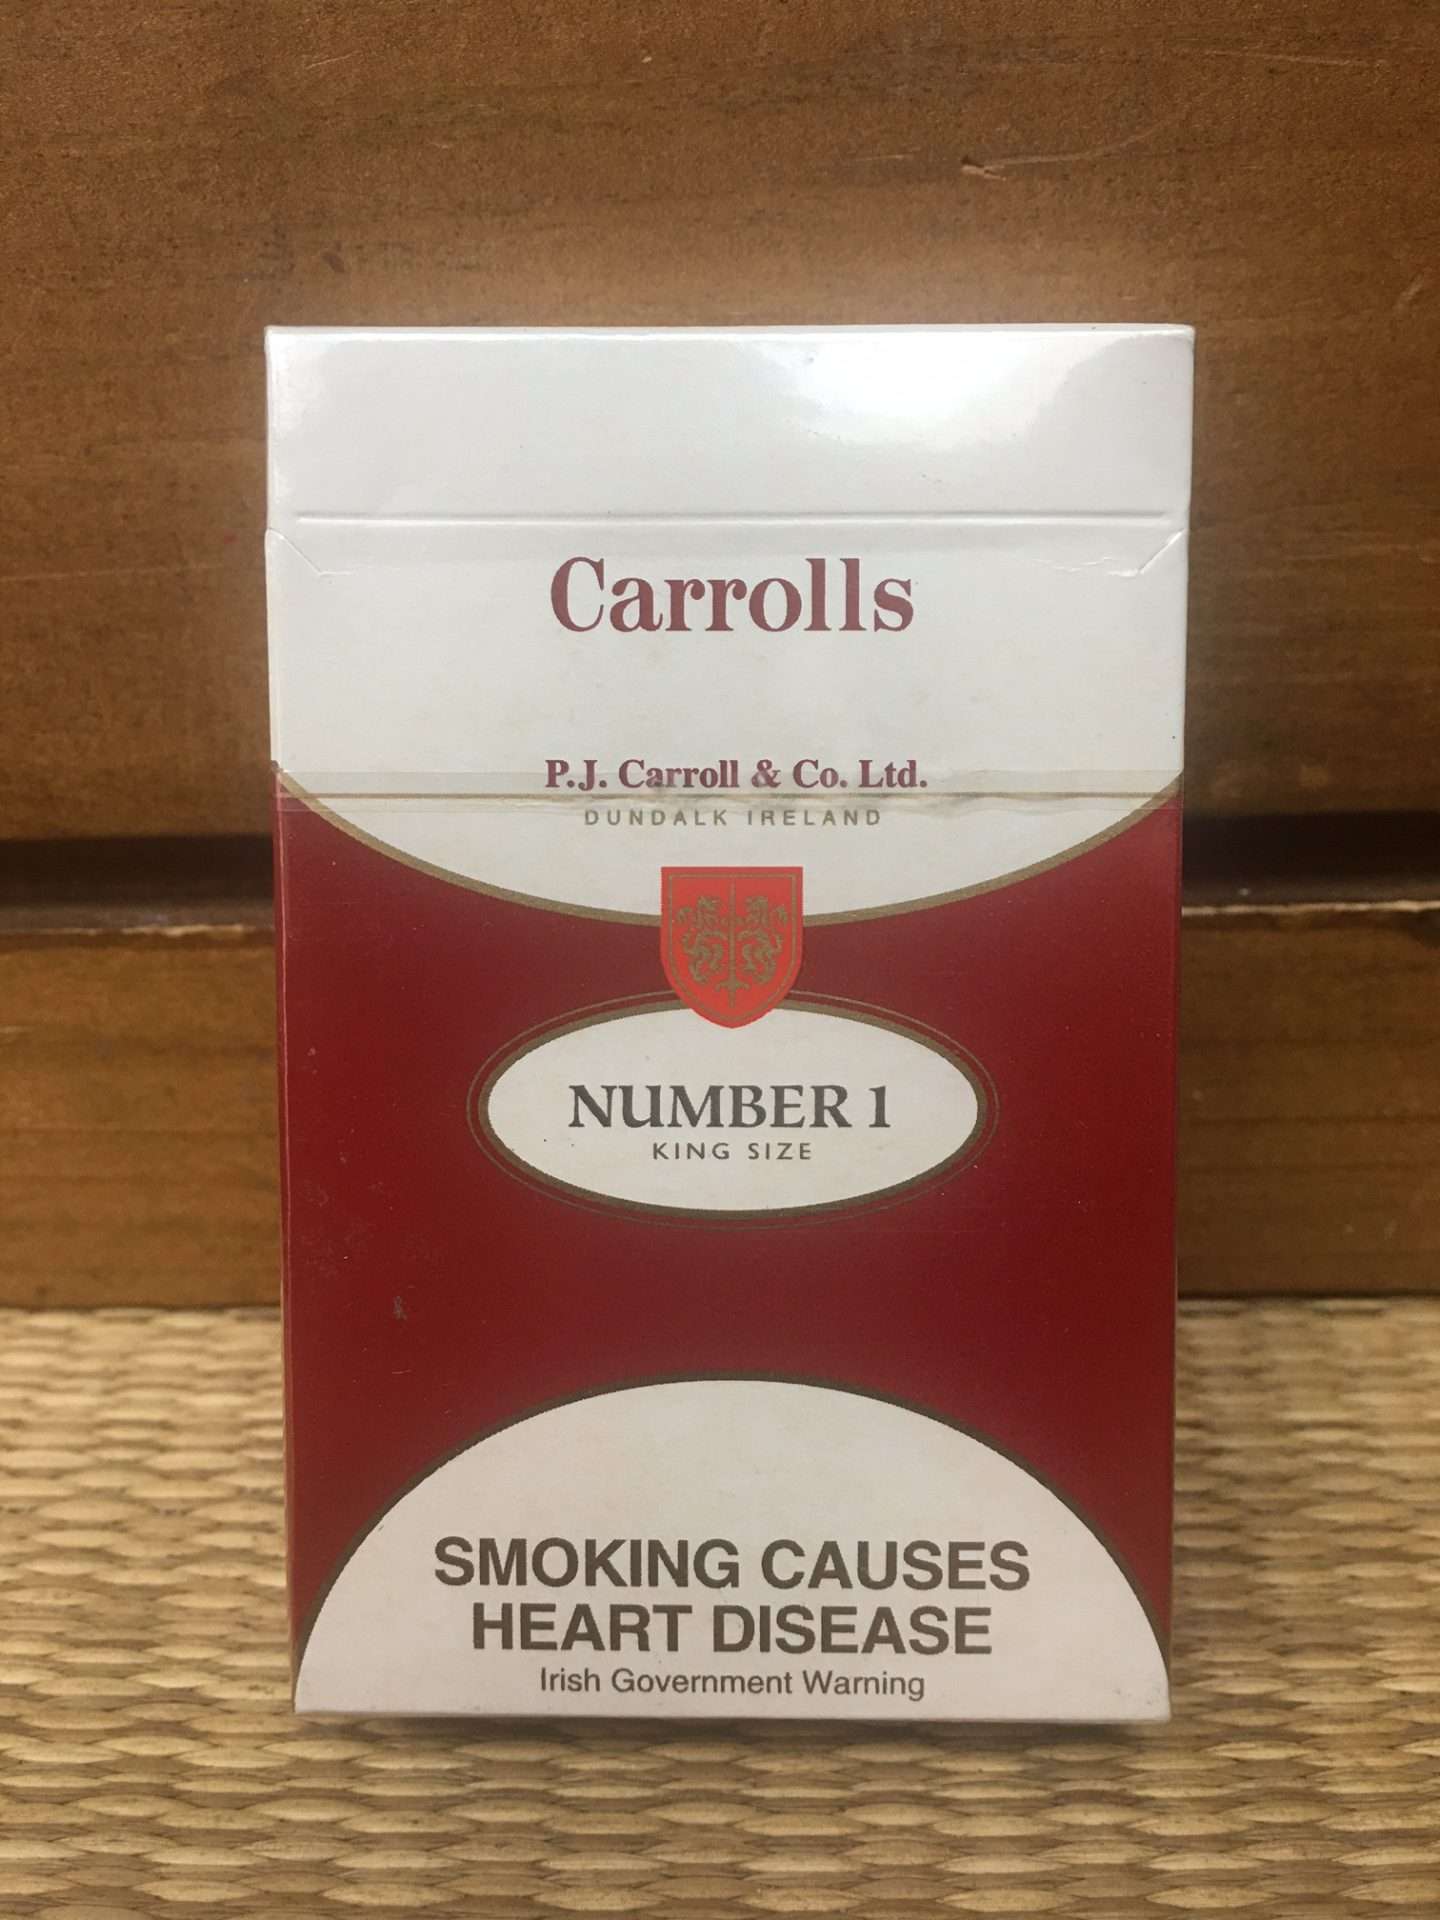 Carrolls
P.J. Carroll & Co. Ltd.
DUNDALK IRELAND
NUMBER 1
KING SIZE
SMOKING CAUSES
HEART DISEASE
Irish Government Warning